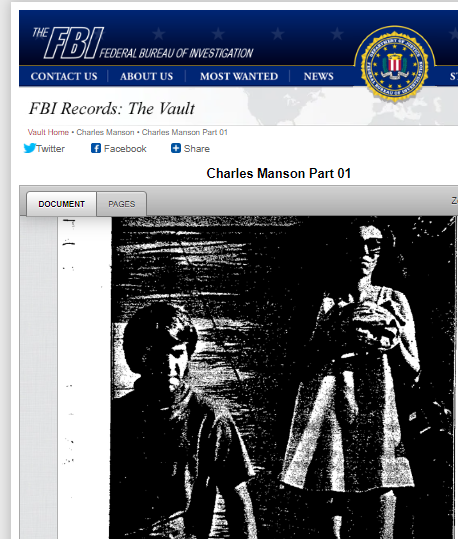 THE FBI FEDERAL BUREAU OF INVESTIGATION
CONTACT US | ABOUT US | MOST WANTED | NEWS
FBI Records: The Vault
Vault Home • Charles Manson • Charles Manson Part 01
Twitter Facebook Share
Charles Manson Part 01
DOCUMENT PAGES